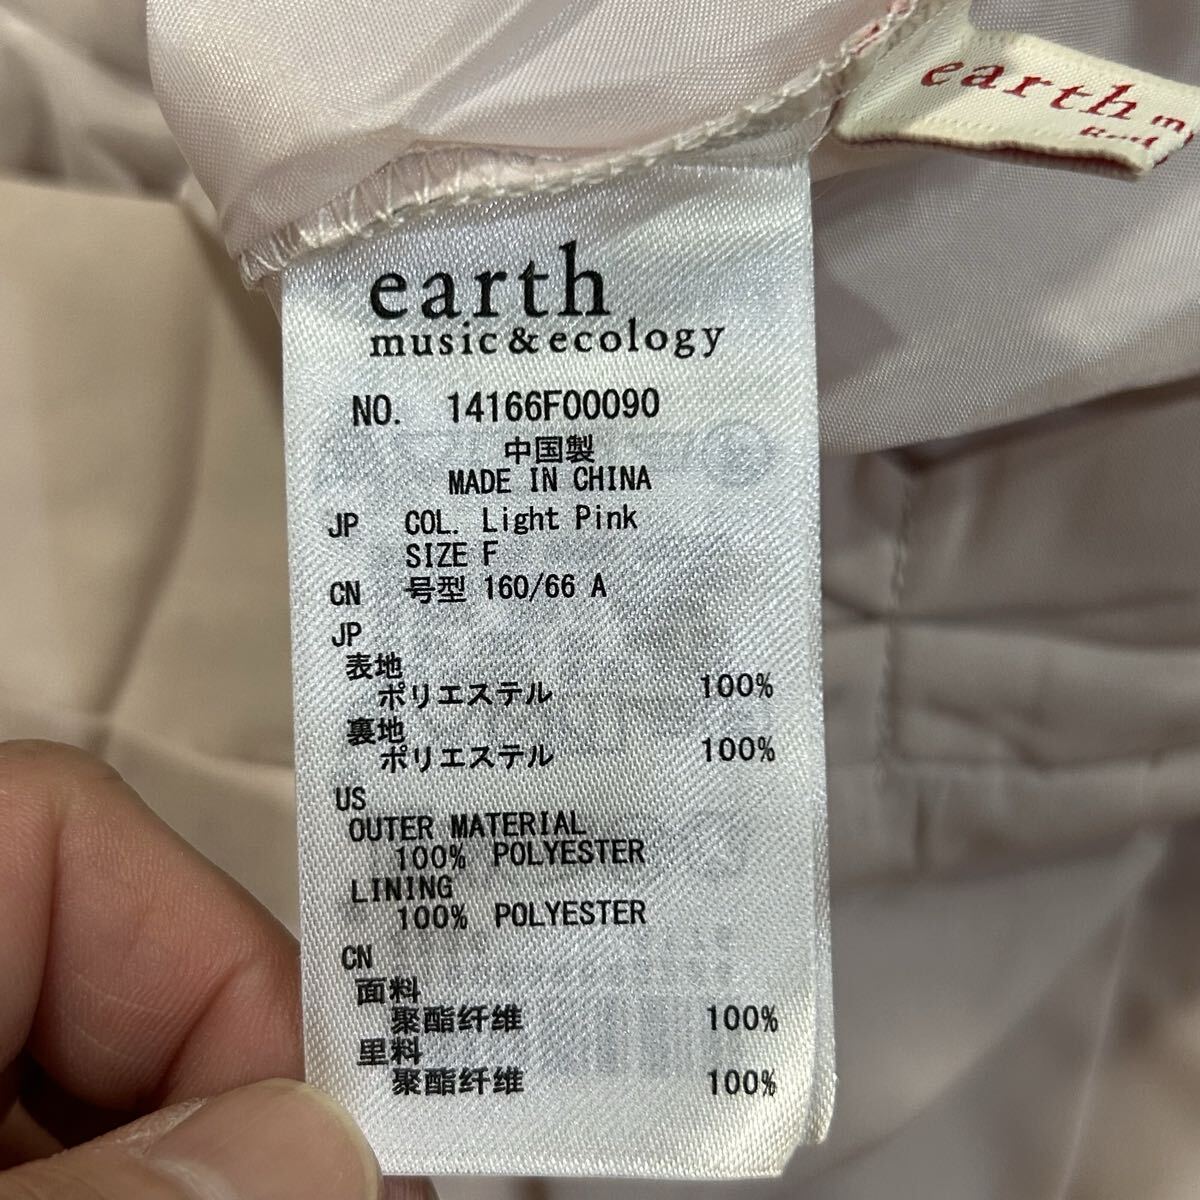 earth m
earth
music&ecology
NO. 14166F00090
中国製
MADE IN CHINA
JP COL. Light Pink
SIZE F
CN 号型 160/66 A
JP
表地
ポリエステル 100%
裏地
ポリエステル 100%
US
OUTER MATERIAL
100% POLYESTER
LINING
100% POLYESTER
CN
面料
聚酯纤维 100%
里料
聚酯纤维 100%